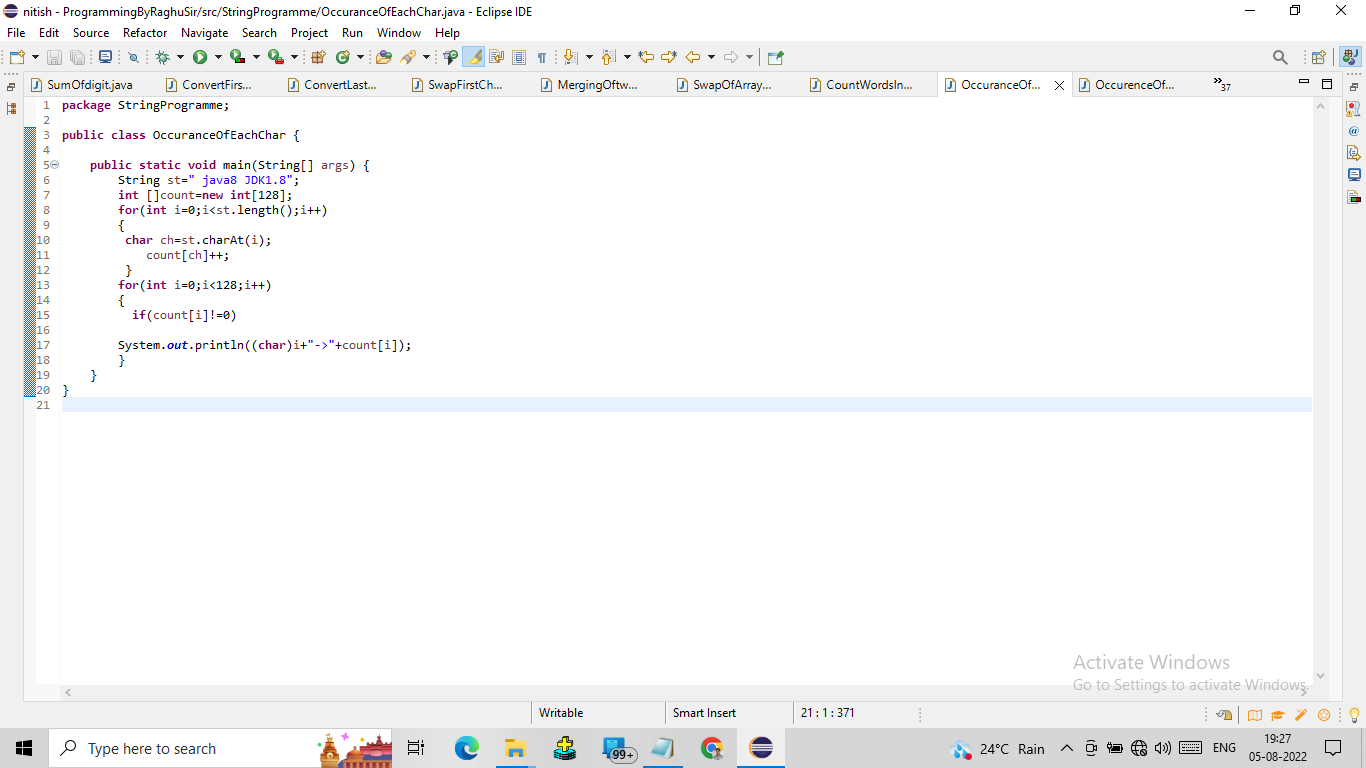 nitish - ProgrammingByRaghuSir/src/StringProgramme/OccuranceOfEachChar.java - Eclipse IDE
File Edit Source Refactor Navigate Search Project Run Window Help
SumOfdigit.java ConvertFirs... ConvertLast... SwapFirstCh... MergingOftw... SwapOfArray... CountWordsIn... OccuranceOf... OccurenceOf... »37
1 package StringProgramme;
2
3 public class OccuranceOfEachChar {
4
5 public static void main(String[] args) {
6 String st=" java8 JDK1.8";
7 int []count=new int[128];
8 for(int i=0;i<st.length();i++)
9 {
10 char ch=st.charAt(i);
11 count[ch]++;
12 }
13 for(int i=0;i<128;i++)
14 {
15 if(count[i]!=0)
16
17 System.out.println((char)i+"->"+count[i]);
18 }
19 }
20 }
21
Activate Windows
Go to Settings to activate Windows.
Writable Smart Insert 21 : 1 : 371
Type here to search 99+ 24°C Rain ENG 19:27
05-08-2022